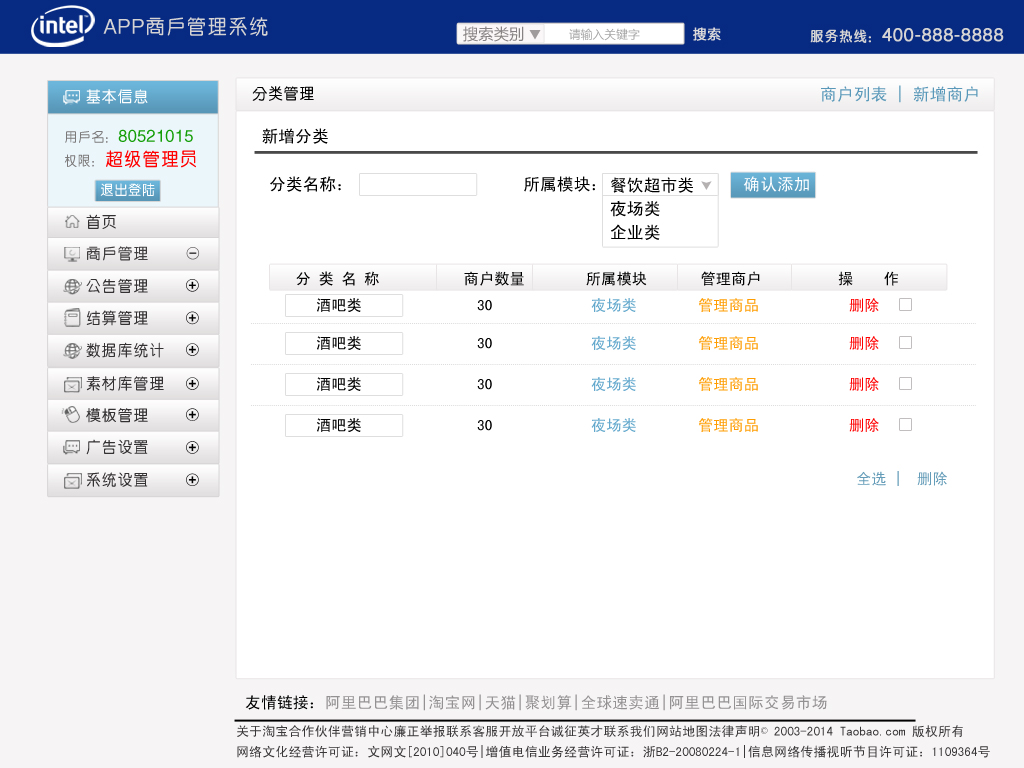 intel APP商戶管理系统 搜索类别▼ 请输入关键字 搜索 服务热线：400-888-8888
基本信息
用戶名：80521015
权限：超级管理员
退出登陆
首页
商戶管理
公告管理
结算管理
数据库统计
素材库管理
模板管理
广告设置
系统设置
分类管理 商户列表 | 新增商户
新增分类
分类名称： 所属模块：餐饮超市类 确认添加
夜场类
企业类
分 类 名 称 商户数量 所属模块 管理商户 操 作
酒吧类 30 夜场类 管理商品 删除
酒吧类 30 夜场类 管理商品 删除
酒吧类 30 夜场类 管理商品 删除
酒吧类 30 夜场类 管理商品 删除
全选 | 删除
友情链接：阿里巴巴集团|淘宝网|天猫|聚划算|全球速卖通|阿里巴巴国际交易市场
关于淘宝合作伙伴营销中心廉正举报联系客服开放平台诚征英才联系我们网站地图法律声明© 2003-2014 Taobao.com 版权所有
网络文化经营许可证：文网文[2010]040号|增值电信业务经营许可证：浙B2-20080224-1|信息网络传播视听节目许可证：1109364号